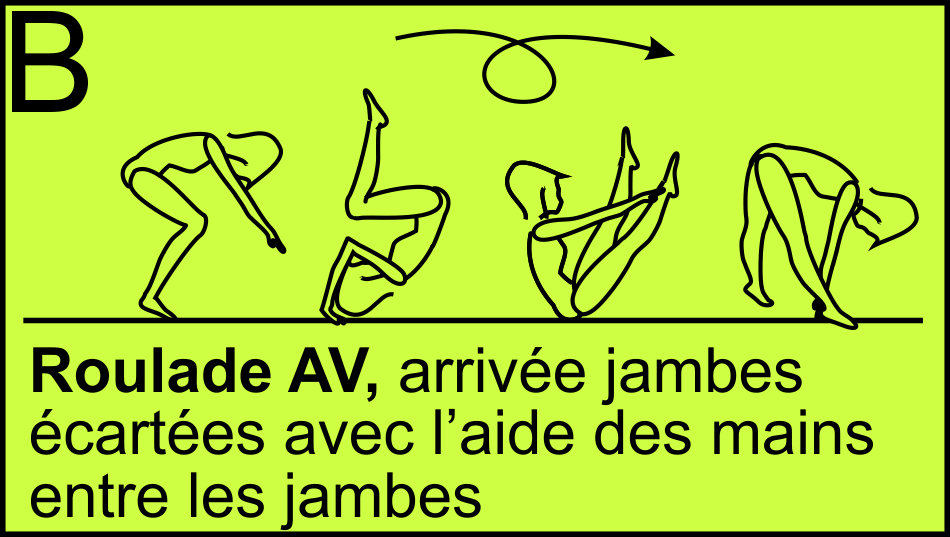 B
Roulade AV, arrivée jambes
écartées avec l’aide des mains
entre les jambes